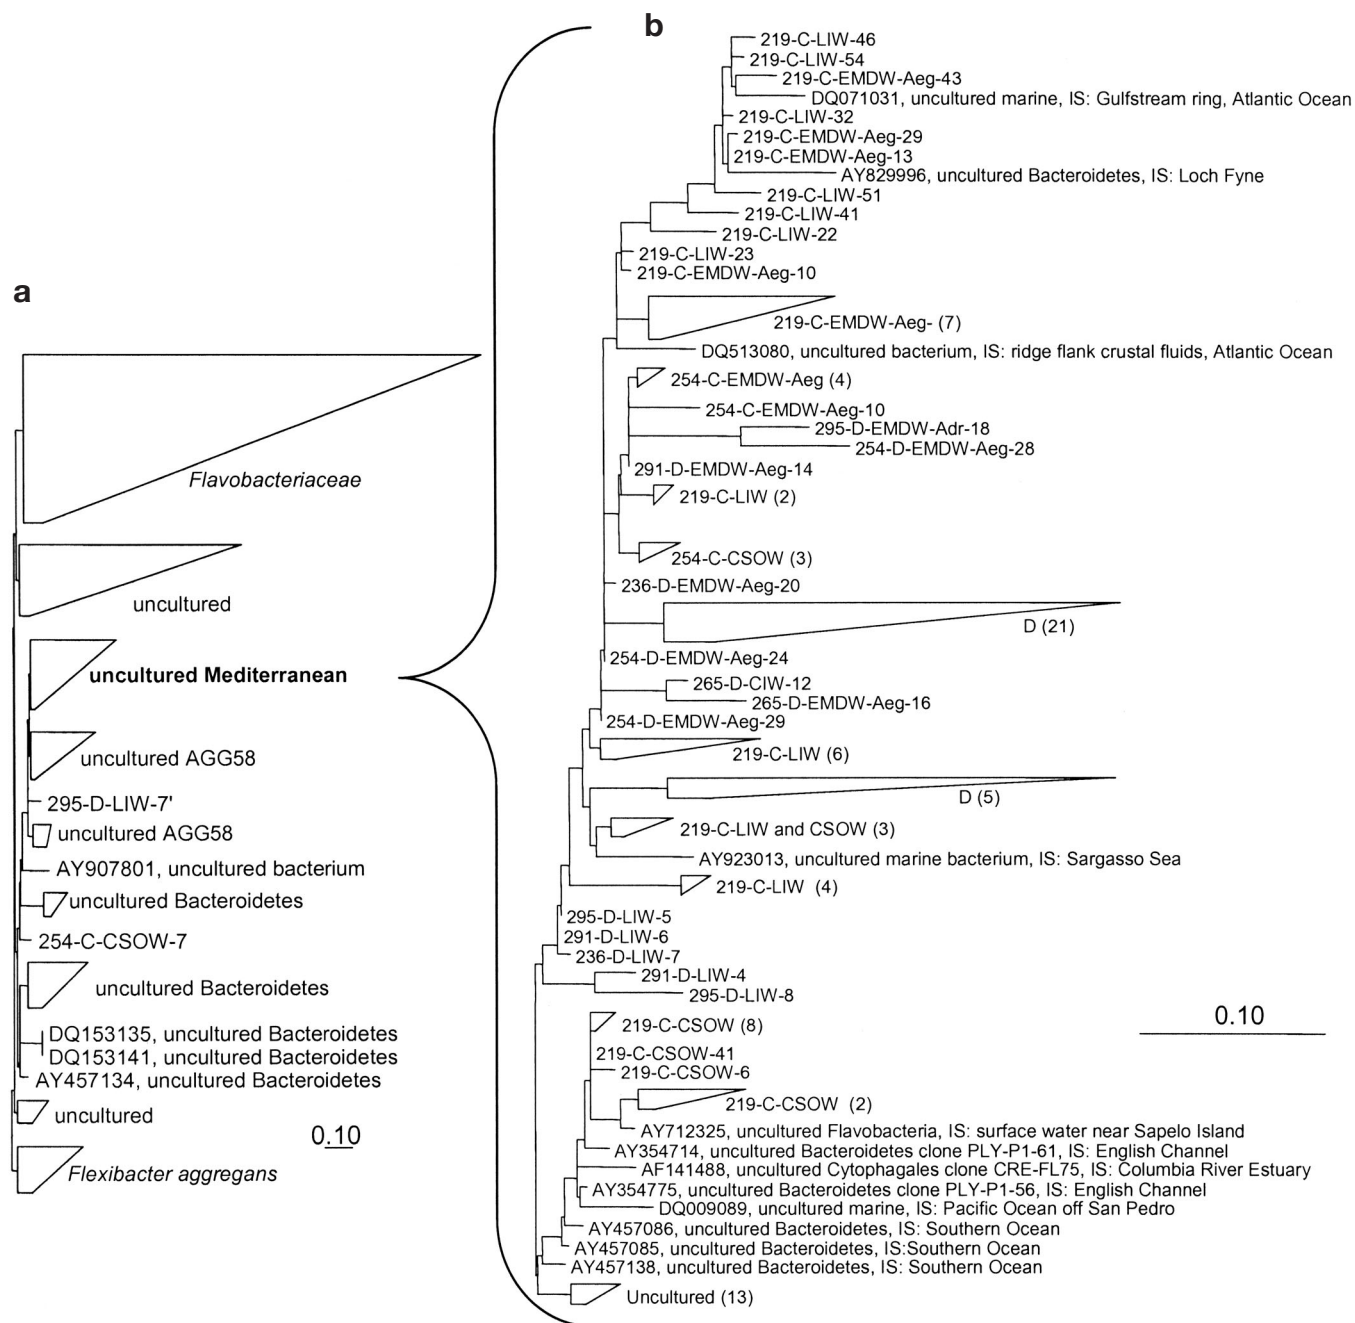 a
Flavobacteriaceae
uncultured
uncultured Mediterranean
uncultured AGG58
295-D-LIW-7'
uncultured AGG58
AY907801, uncultured bacterium
uncultured Bacteroidetes
254-C-CSOW-7
uncultured Bacteroidetes
DQ153135, uncultured Bacteroidetes
DQ153141, uncultured Bacteroidetes
AY457134, uncultured Bacteroidetes
uncultured
0.10
Flexibacter aggregans
b
219-C-LIW-46
219-C-LIW-54
219-C-EMDW-Aeg-43
DQ071031, uncultured marine, IS: Gulfstream ring, Atlantic Ocean
219-C-LIW-32
219-C-EMDW-Aeg-29
219-C-EMDW-Aeg-13
AY829996, uncultured Bacteroidetes, IS: Loch Fyne
219-C-LIW-51
219-C-LIW-41
219-C-LIW-22
219-C-LIW-23
219-C-EMDW-Aeg-10
219-C-EMDW-Aeg- (7)
DQ513080, uncultured bacterium, IS: ridge flank crustal fluids, Atlantic Ocean
254-C-EMDW-Aeg (4)
254-C-EMDW-Aeg-10
295-D-EMDW-Adr-18
254-D-EMDW-Aeg-28
291-D-EMDW-Aeg-14
219-C-LIW (2)
254-C-CSOW (3)
236-D-EMDW-Aeg-20
D (21)
254-D-EMDW-Aeg-24
265-D-CIW-12
265-D-EMDW-Aeg-16
254-D-EMDW-Aeg-29
219-C-LIW (6)
D (5)
219-C-LIW and CSOW (3)
AY923013, uncultured marine bacterium, IS: Sargasso Sea
219-C-LIW (4)
295-D-LIW-5
291-D-LIW-6
236-D-LIW-7
291-D-LIW-4
295-D-LIW-8
0.10
219-C-CSOW (8)
219-C-CSOW-41
219-C-CSOW-6
219-C-CSOW (2)
AY712325, uncultured Flavobacteria, IS: surface water near Sapelo Island
AY354714, uncultured Bacteroidetes clone PLY-P1-61, IS: English Channel
AF141488, uncultured Cytophagales clone CRE-FL75, IS: Columbia River Estuary
AY354775, uncultured Bacteroidetes clone PLY-P1-56, IS: English Channel
DQ009089, uncultured marine, IS: Pacific Ocean off San Pedro
AY457086, uncultured Bacteroidetes, IS: Southern Ocean
AY457085, uncultured Bacteroidetes, IS:Southern Ocean
AY457138, uncultured Bacteroidetes, IS: Southern Ocean
Uncultured (13)